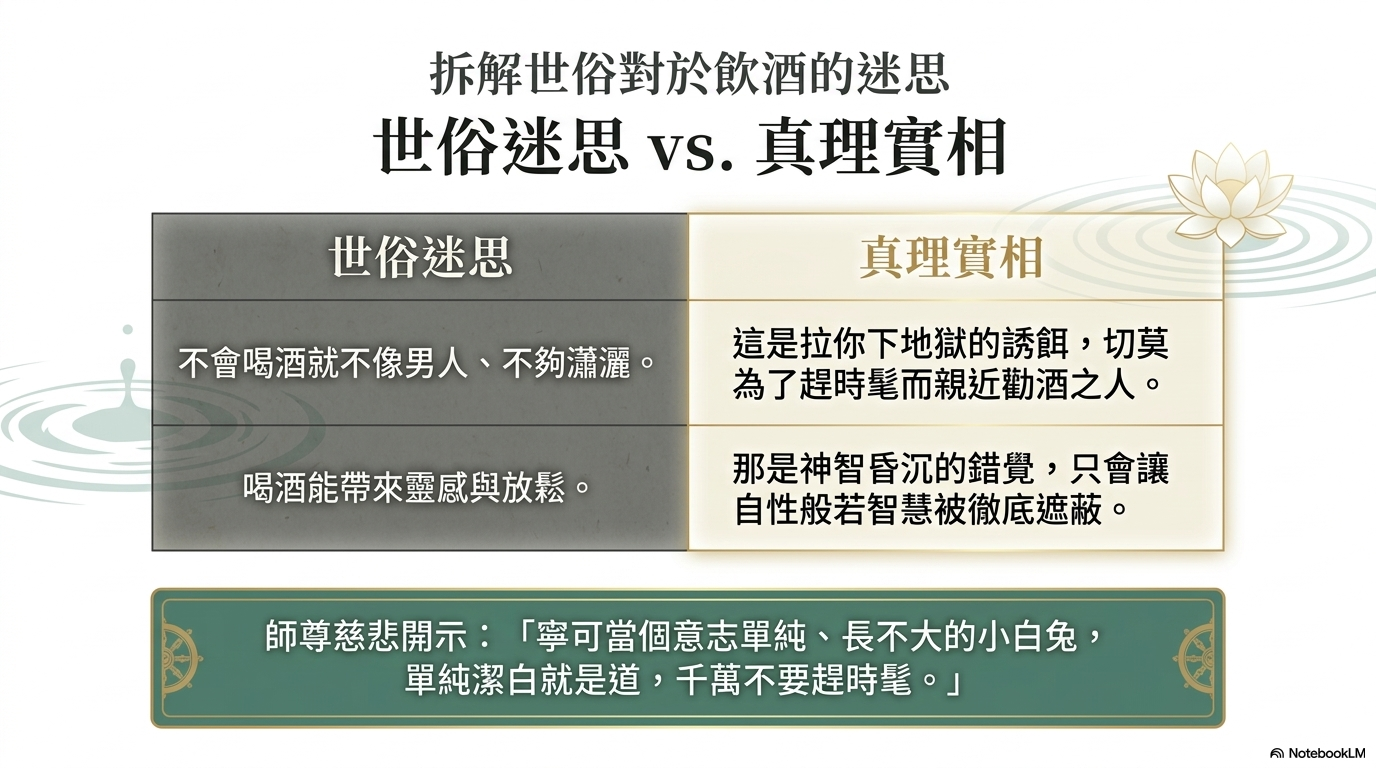 拆解世俗對於飲酒的迷思
世俗迷思 vs. 真理實相
世俗迷思
真理實相
不會喝酒就不像男人、不夠瀟灑。
這是拉你下地獄的誘餌，切莫
為了趕時髦而親近勸酒之人。
喝酒能帶來靈感與放鬆。
那是神智昏沉的錯覺，只會讓
自性般若智慧被徹底遮蔽。
師尊慈悲開示：「寧可當個意志單純、長不大的小白兔，
單純潔白就是道，千萬不要趕時髦。」
NotebookLM